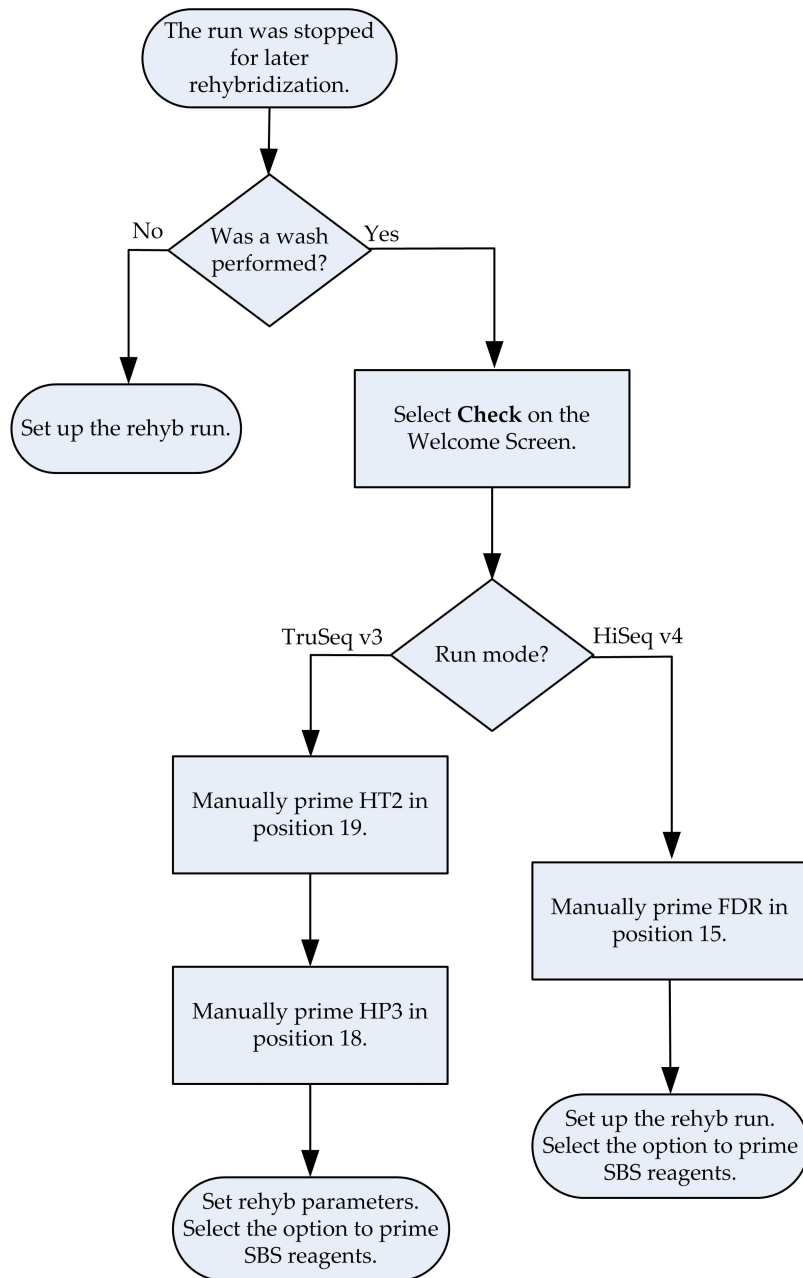 The run was stopped
for later
rehybridization.
No
Was a wash
performed?
Yes
Set up the rehyb run.
Select Check on the
Welcome Screen.
TruSeq v3
Run mode?
HiSeq v4
Manually prime HT2 in
position 19.
Manually prime FDR in
position 15.
Manually prime HP3 in
position 18.
Set up the rehyb run.
Select the option to prime
SBS reagents.
Set rehyb parameters.
Select the option to prime
SBS reagents.